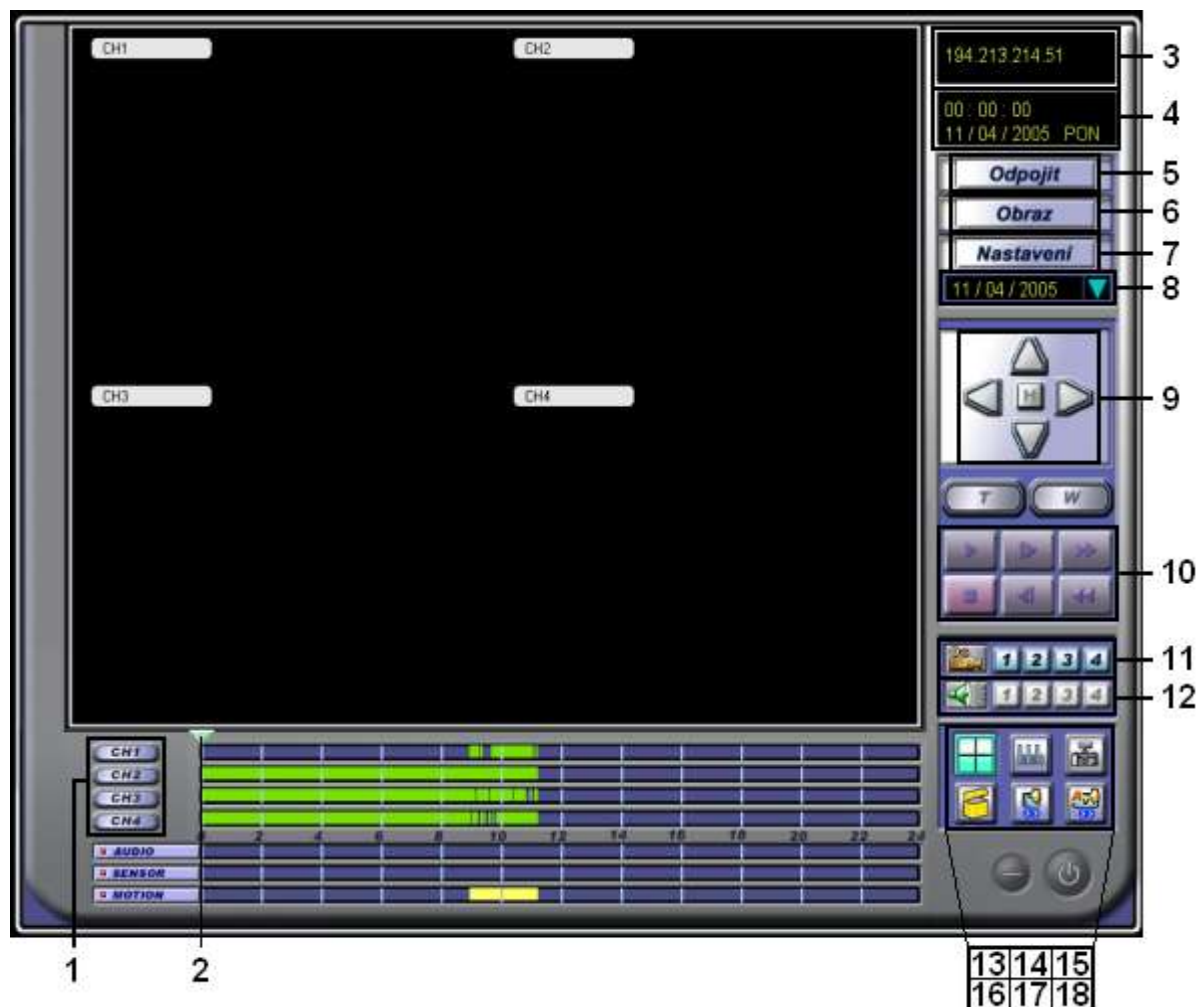 CH1
CH2
194.213.214.51
3
00 : 00 : 00
4
11 / 04 / 2005 PON
Odpojit
5
Obraz
6
Nastavení
7
11 / 04 / 2005
8
CH3
CH4
H
9
T
W
10
1 2 3 4
11
1 2 3 4
12
CH1
CH2
CH3
CH4
0 2 4 6 8 10 12 14 16 18 20 22 24
AUDIO
SENSOR
MOTION
1
2
13 14 15
16 17 18